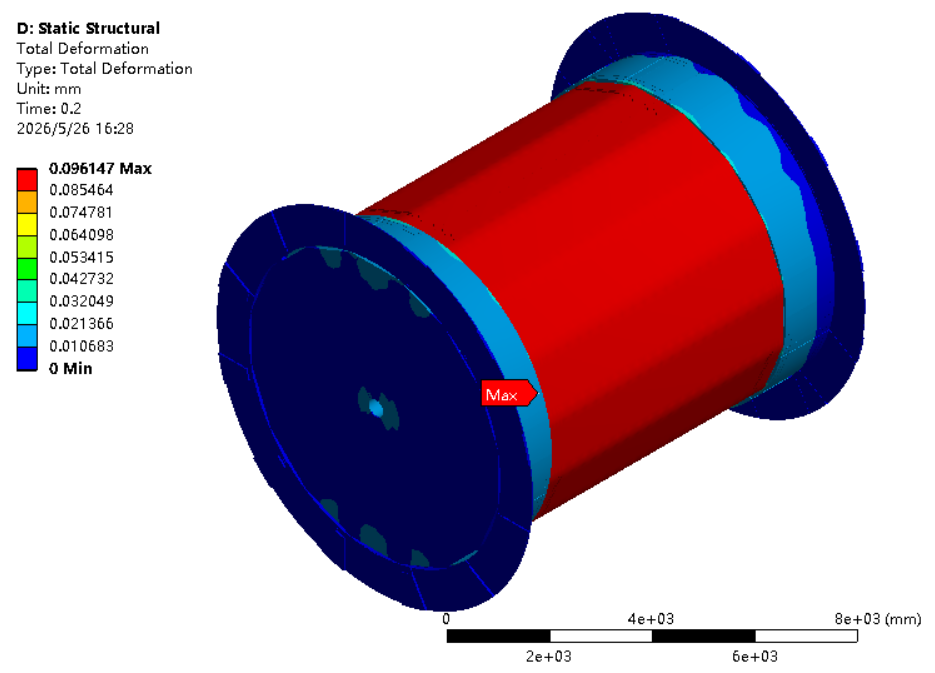 D: Static Structural
Total Deformation
Type: Total Deformation
Unit: mm
Time: 0.2
2026/5/26 16:28
0.096147 Max
0.085464
0.074781
0.064098
0.053415
0.042732
0.032049
0.021366
0.010683
0 Min
Max
0 4e+03 8e+03 (mm)
2e+03 6e+03